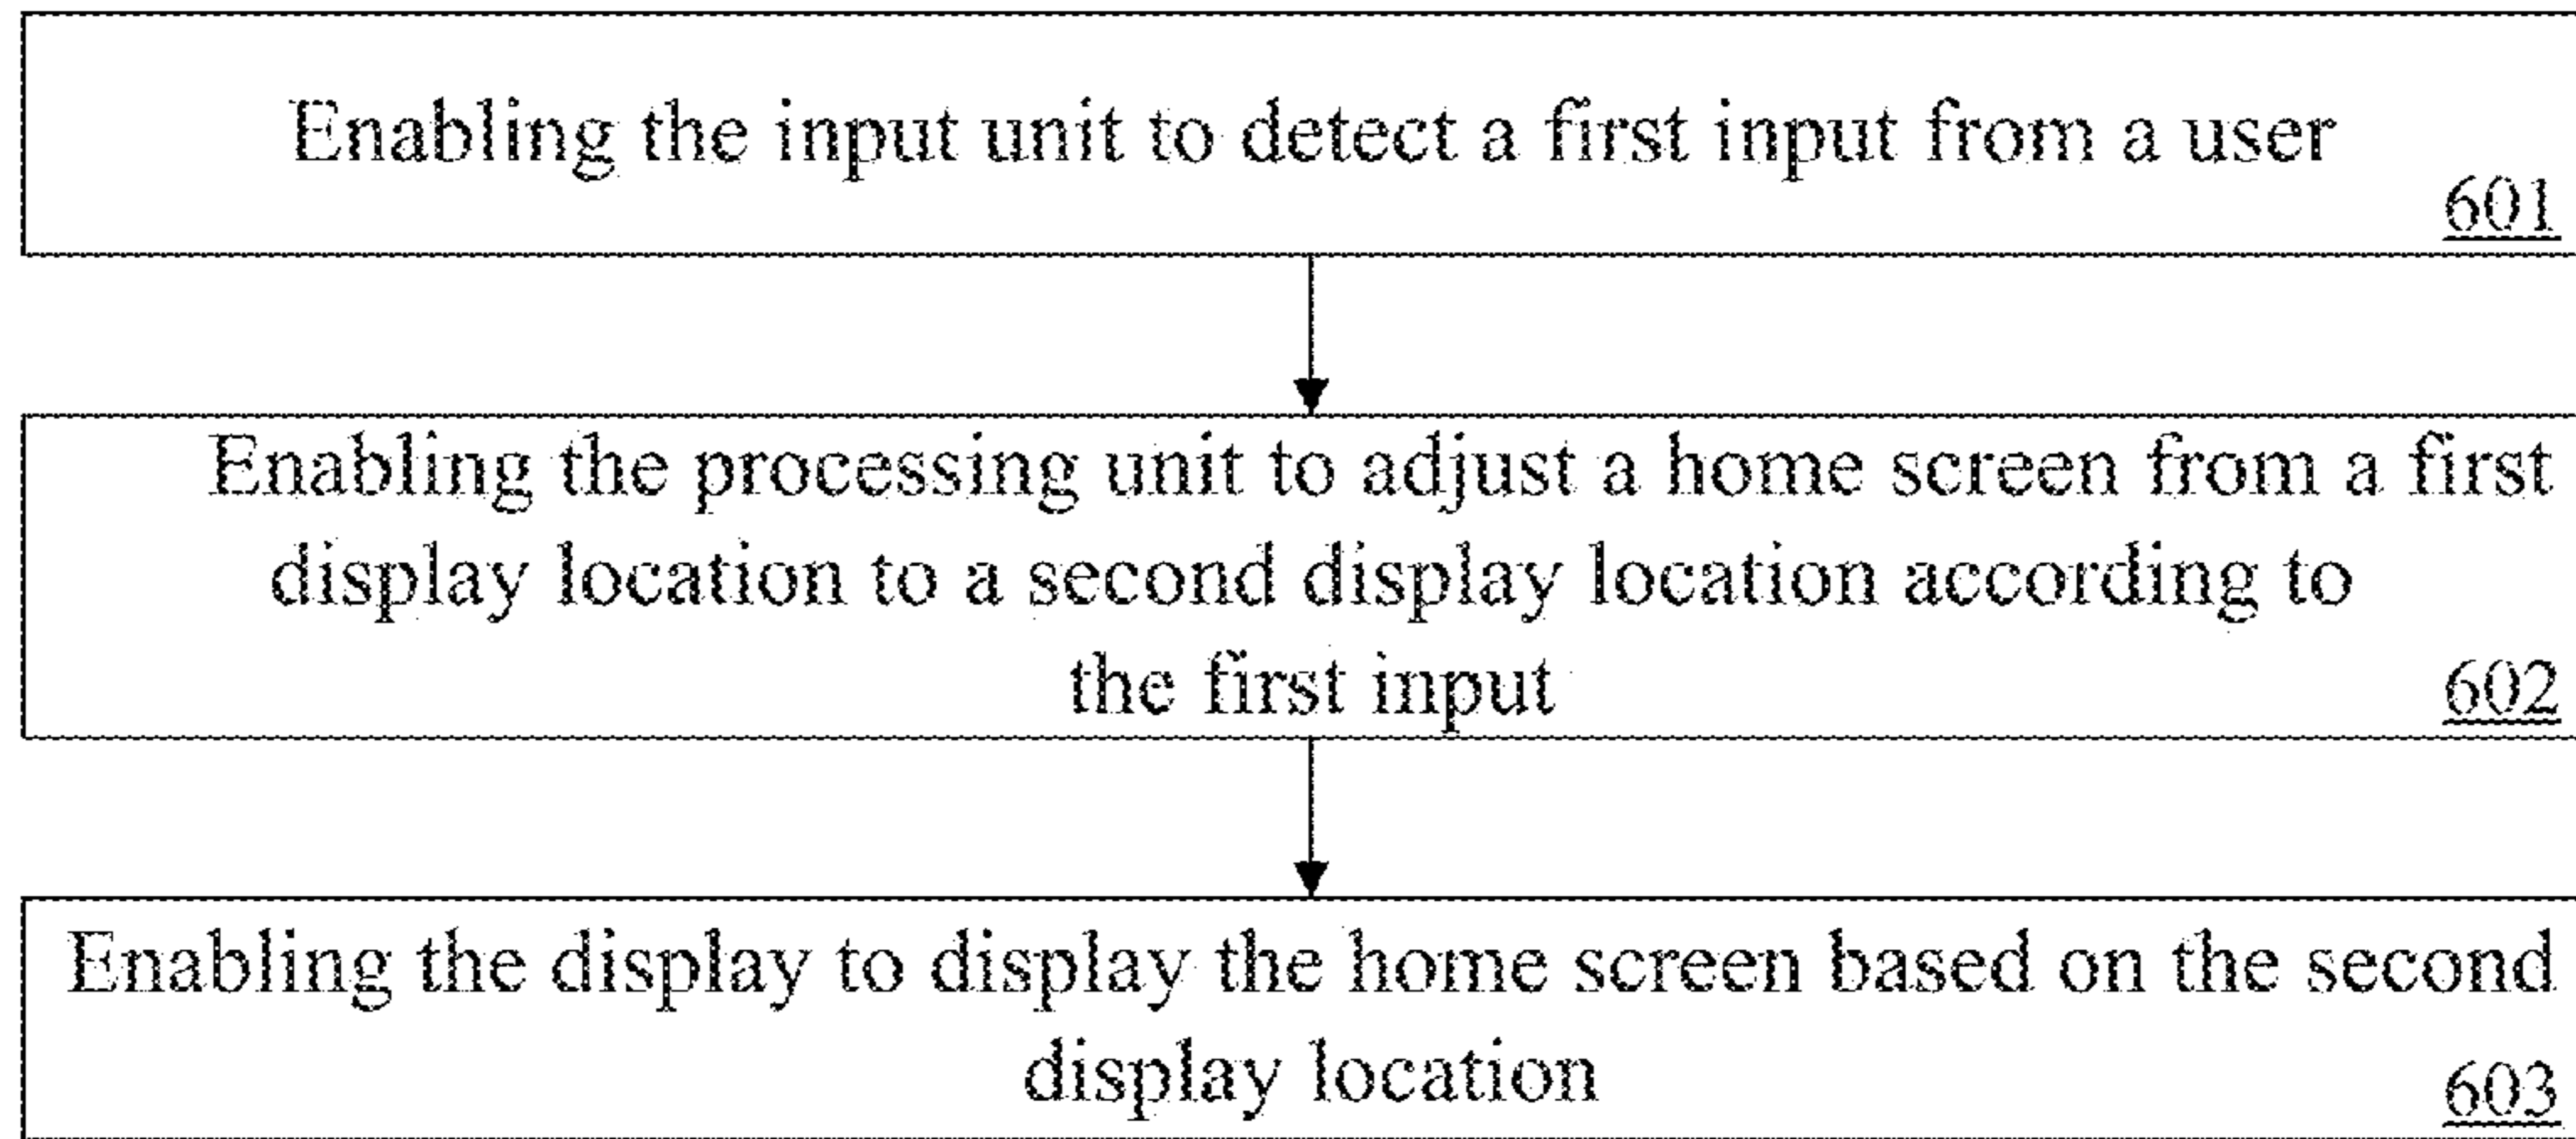 Enabling the input unit to detect a first input from a user
601
Enabling the processing unit to adjust a home screen from a first
display location to a second display location according to
the first input
602
Enabling the display to display the home screen based on the second
display location
603